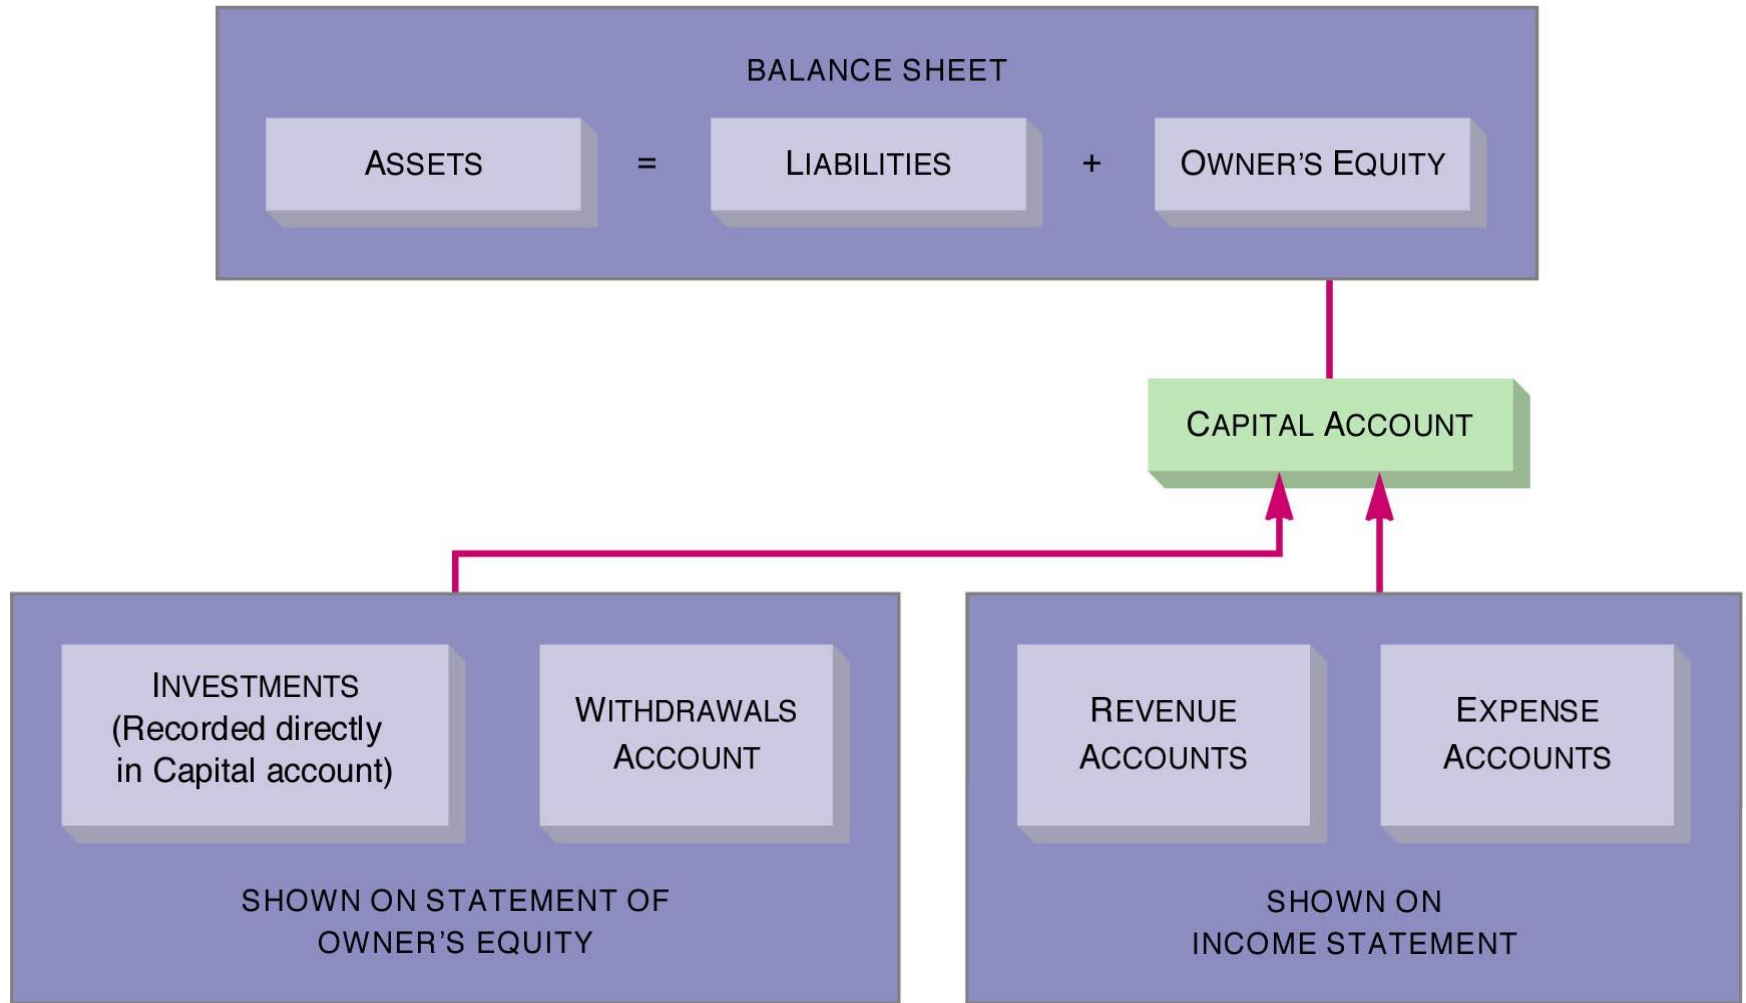 BALANCE SHEET
ASSETS = LIABILITIES + OWNER'S EQUITY
CAPITAL ACCOUNT
INVESTMENTS
(Recorded directly
in Capital account)
WITHDRAWALS
ACCOUNT
SHOWN ON STATEMENT OF
OWNER'S EQUITY
REVENUE
ACCOUNTS
EXPENSE
ACCOUNTS
SHOWN ON
INCOME STATEMENT